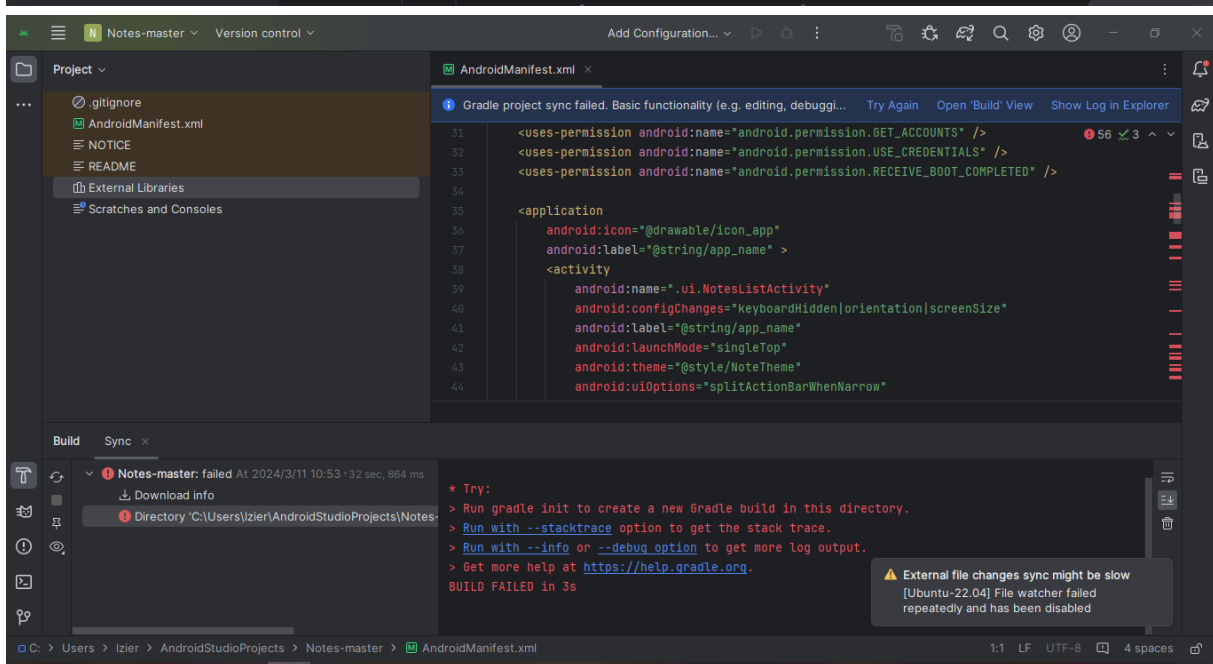 N Notes-master Version control Add Configuration...
Project
AndroidManifest.xml
.gitignore
AndroidManifest.xml
NOTICE
README
External Libraries
Scratches and Consoles
Gradle project sync failed. Basic functionality (e.g. editing, debuggi... Try Again Open 'Build' View Show Log in Explorer
56 3
31 <uses-permission android:name="android.permission.GET_ACCOUNTS" />
32 <uses-permission android:name="android.permission.USE_CREDENTIALS" />
33 <uses-permission android:name="android.permission.RECEIVE_BOOT_COMPLETED" />
34
35 <application
36 android:icon="@drawable/icon_app"
37 android:label="@string/app_name" >
38 <activity
39 android:name=".ui.NotesListActivity"
40 android:configChanges="keyboardHidden|orientation|screenSize"
41 android:label="@string/app_name"
42 android:launchMode="singleTop"
43 android:theme="@style/NoteTheme"
44 android:uiOptions="splitActionBarWhenNarrow"
Build Sync
Notes-master: failed At 2024/3/11 10:53 32 sec, 864 ms
Download info
Directory 'C:\Users\lzier\AndroidStudioProjects\Notes-
* Try:
> Run gradle init to create a new Gradle build in this directory.
> Run with --stacktrace option to get the stack trace.
> Run with --info or --debug option to get more log output.
> Get more help at https://help.gradle.org.
BUILD FAILED in 3s
External file changes sync might be slow
[Ubuntu-22.04] File watcher failed
repeatedly and has been disabled
C: > Users > lzier > AndroidStudioProjects > Notes-master > AndroidManifest.xml 1:1 LF UTF-8 4 spaces